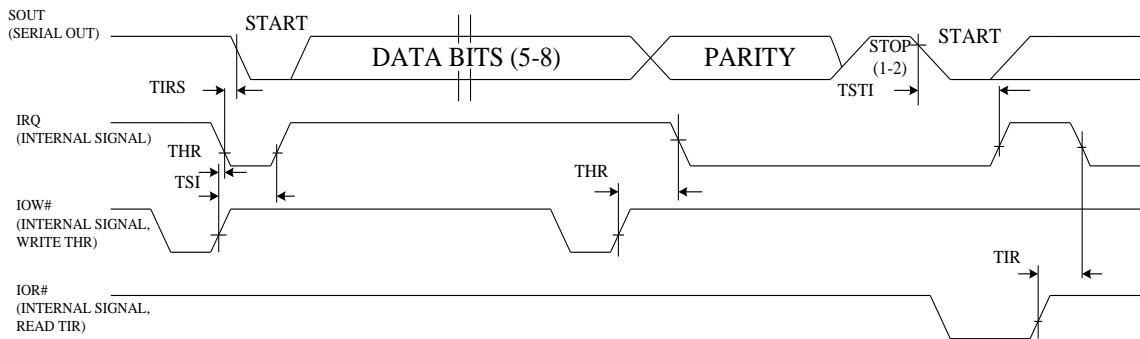 SOUT
(SERIAL OUT)
START
DATA BITS (5-8)
PARITY
STOP
(1-2)
START
TIRS
TSTI
IRQ
(INTERNAL SIGNAL)
THR
TSI
THR
IOW#
(INTERNAL SIGNAL,
WRITE THR)
TIR
IOR#
(INTERNAL SIGNAL,
READ TIR)